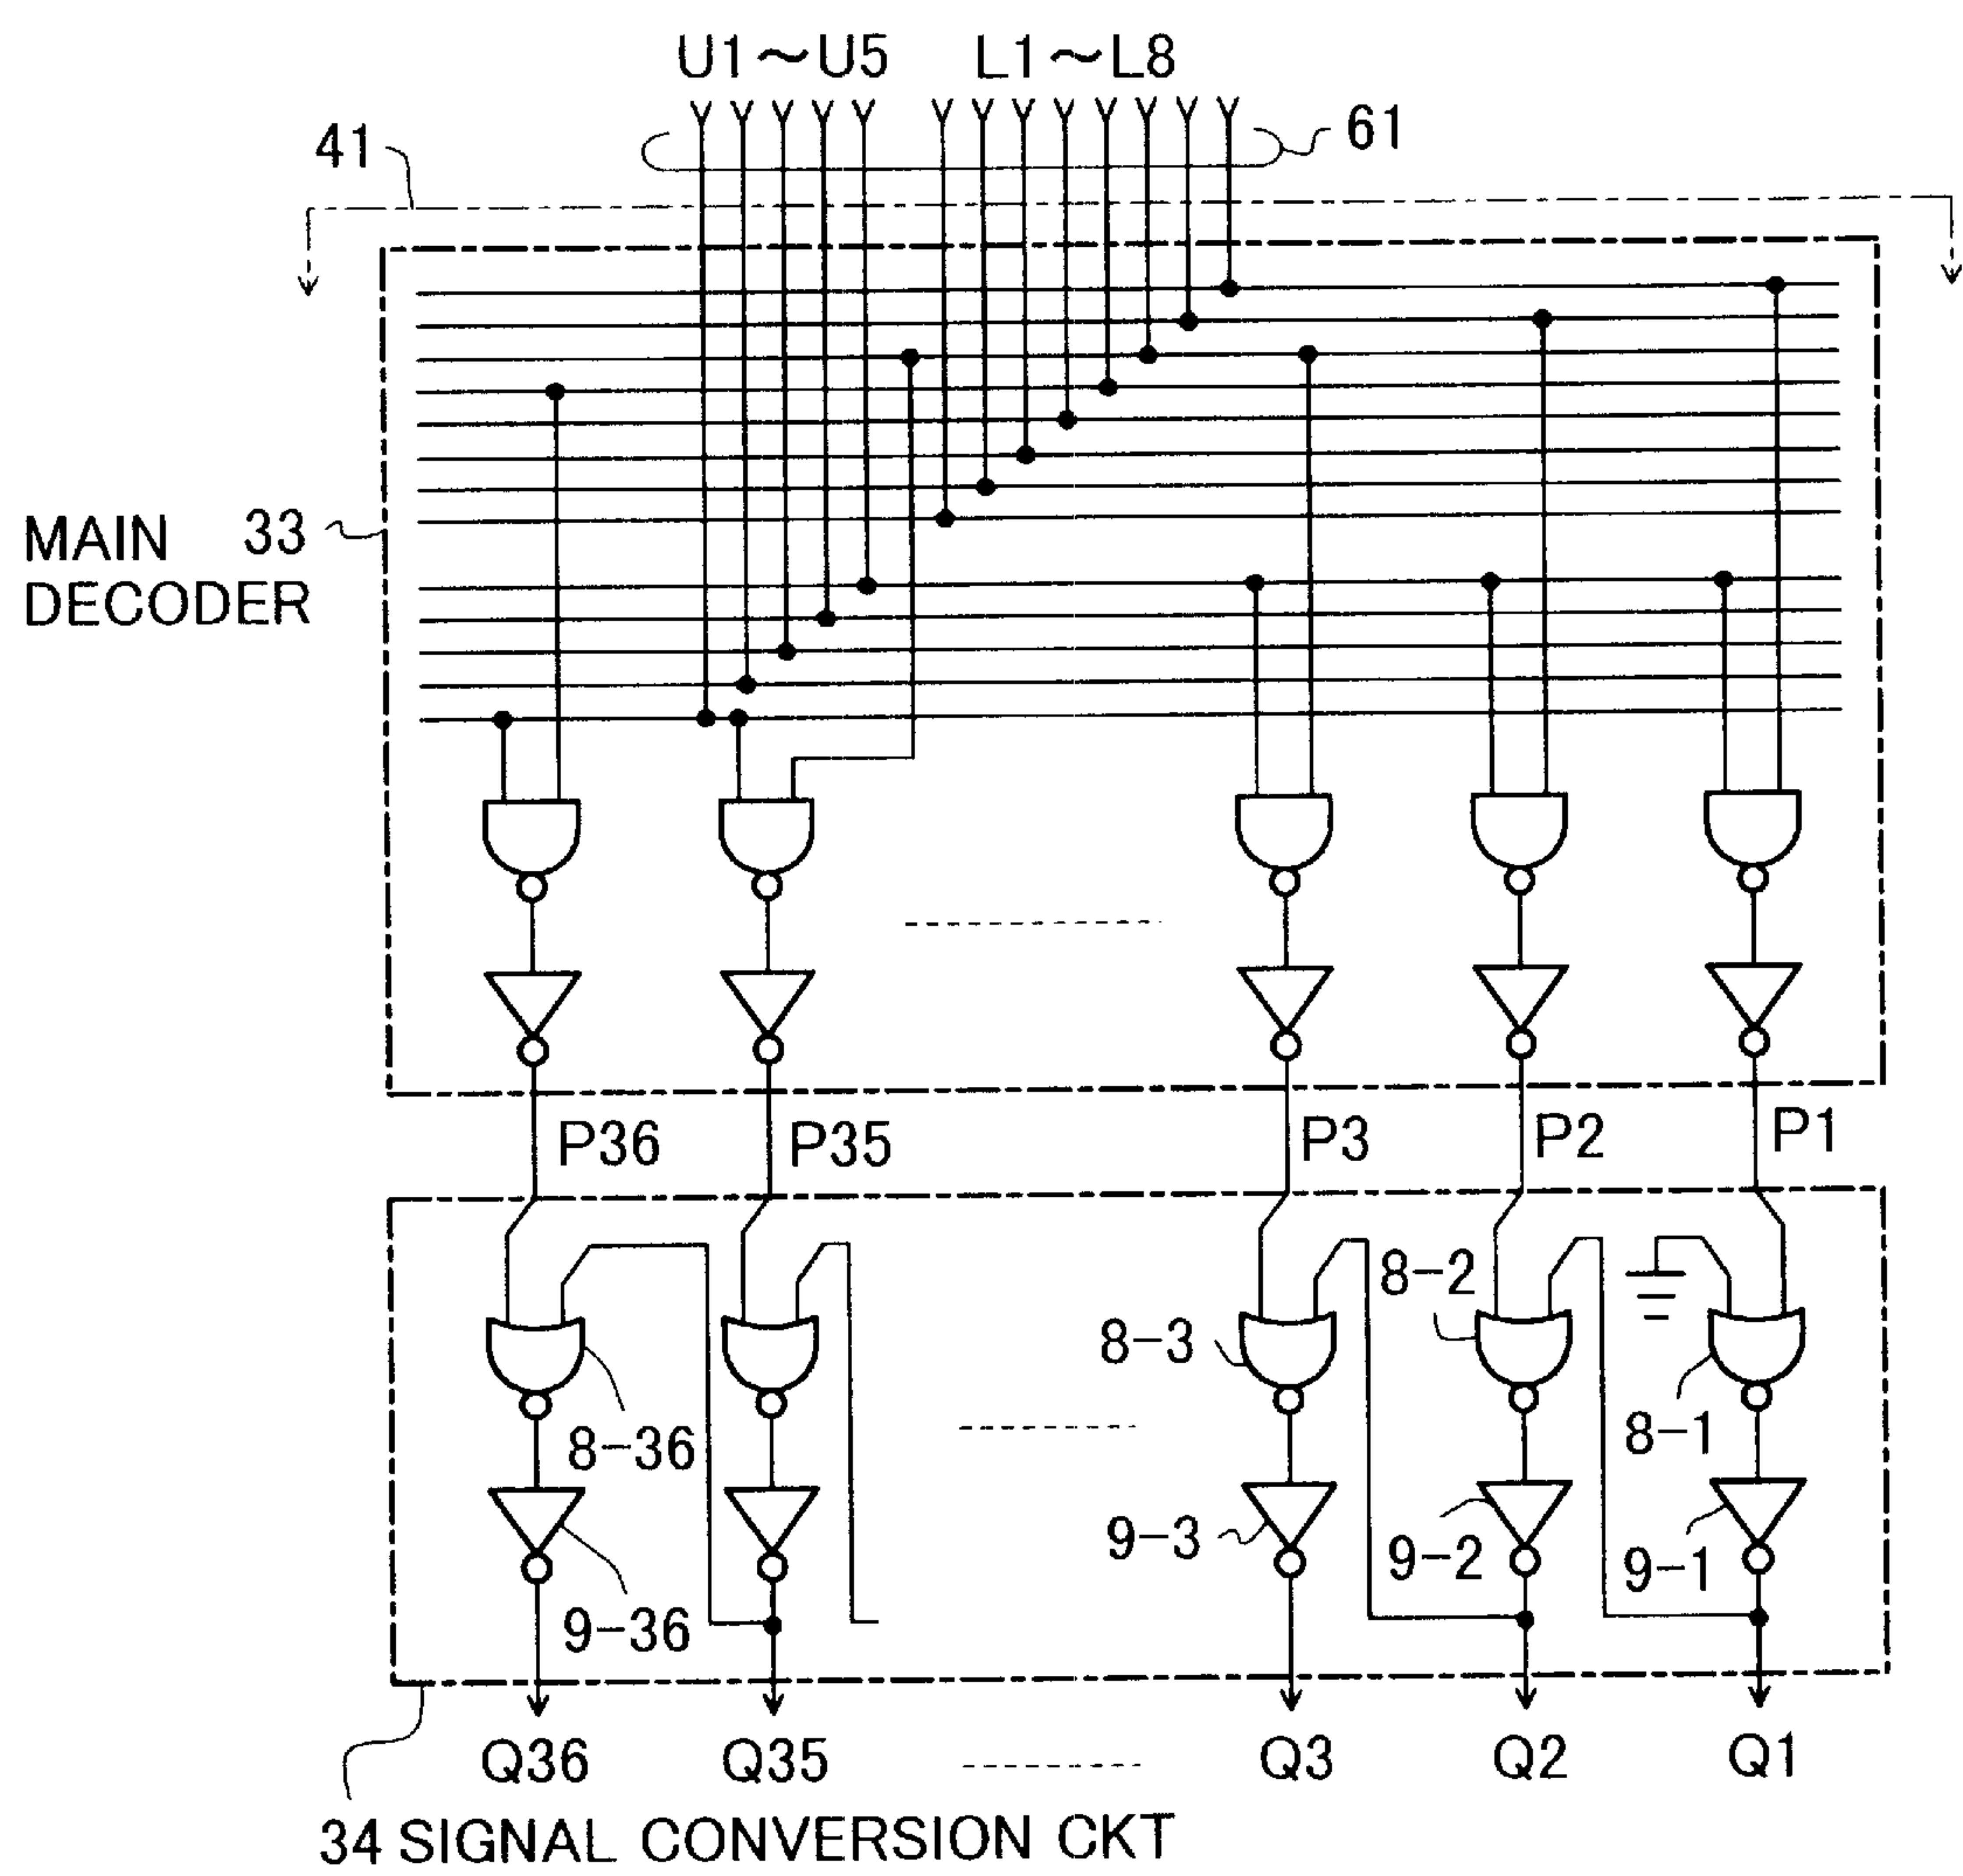 U1~U5 L1~L8
61
41
MAIN 33
DECODER
P36 P35 P3 P2 P1
8-2
8-3
8-36 8-1
9-3 9-2 9-1
9-36
Q36 Q35 Q3 Q2 Q1
34 SIGNAL CONVERSION CKT